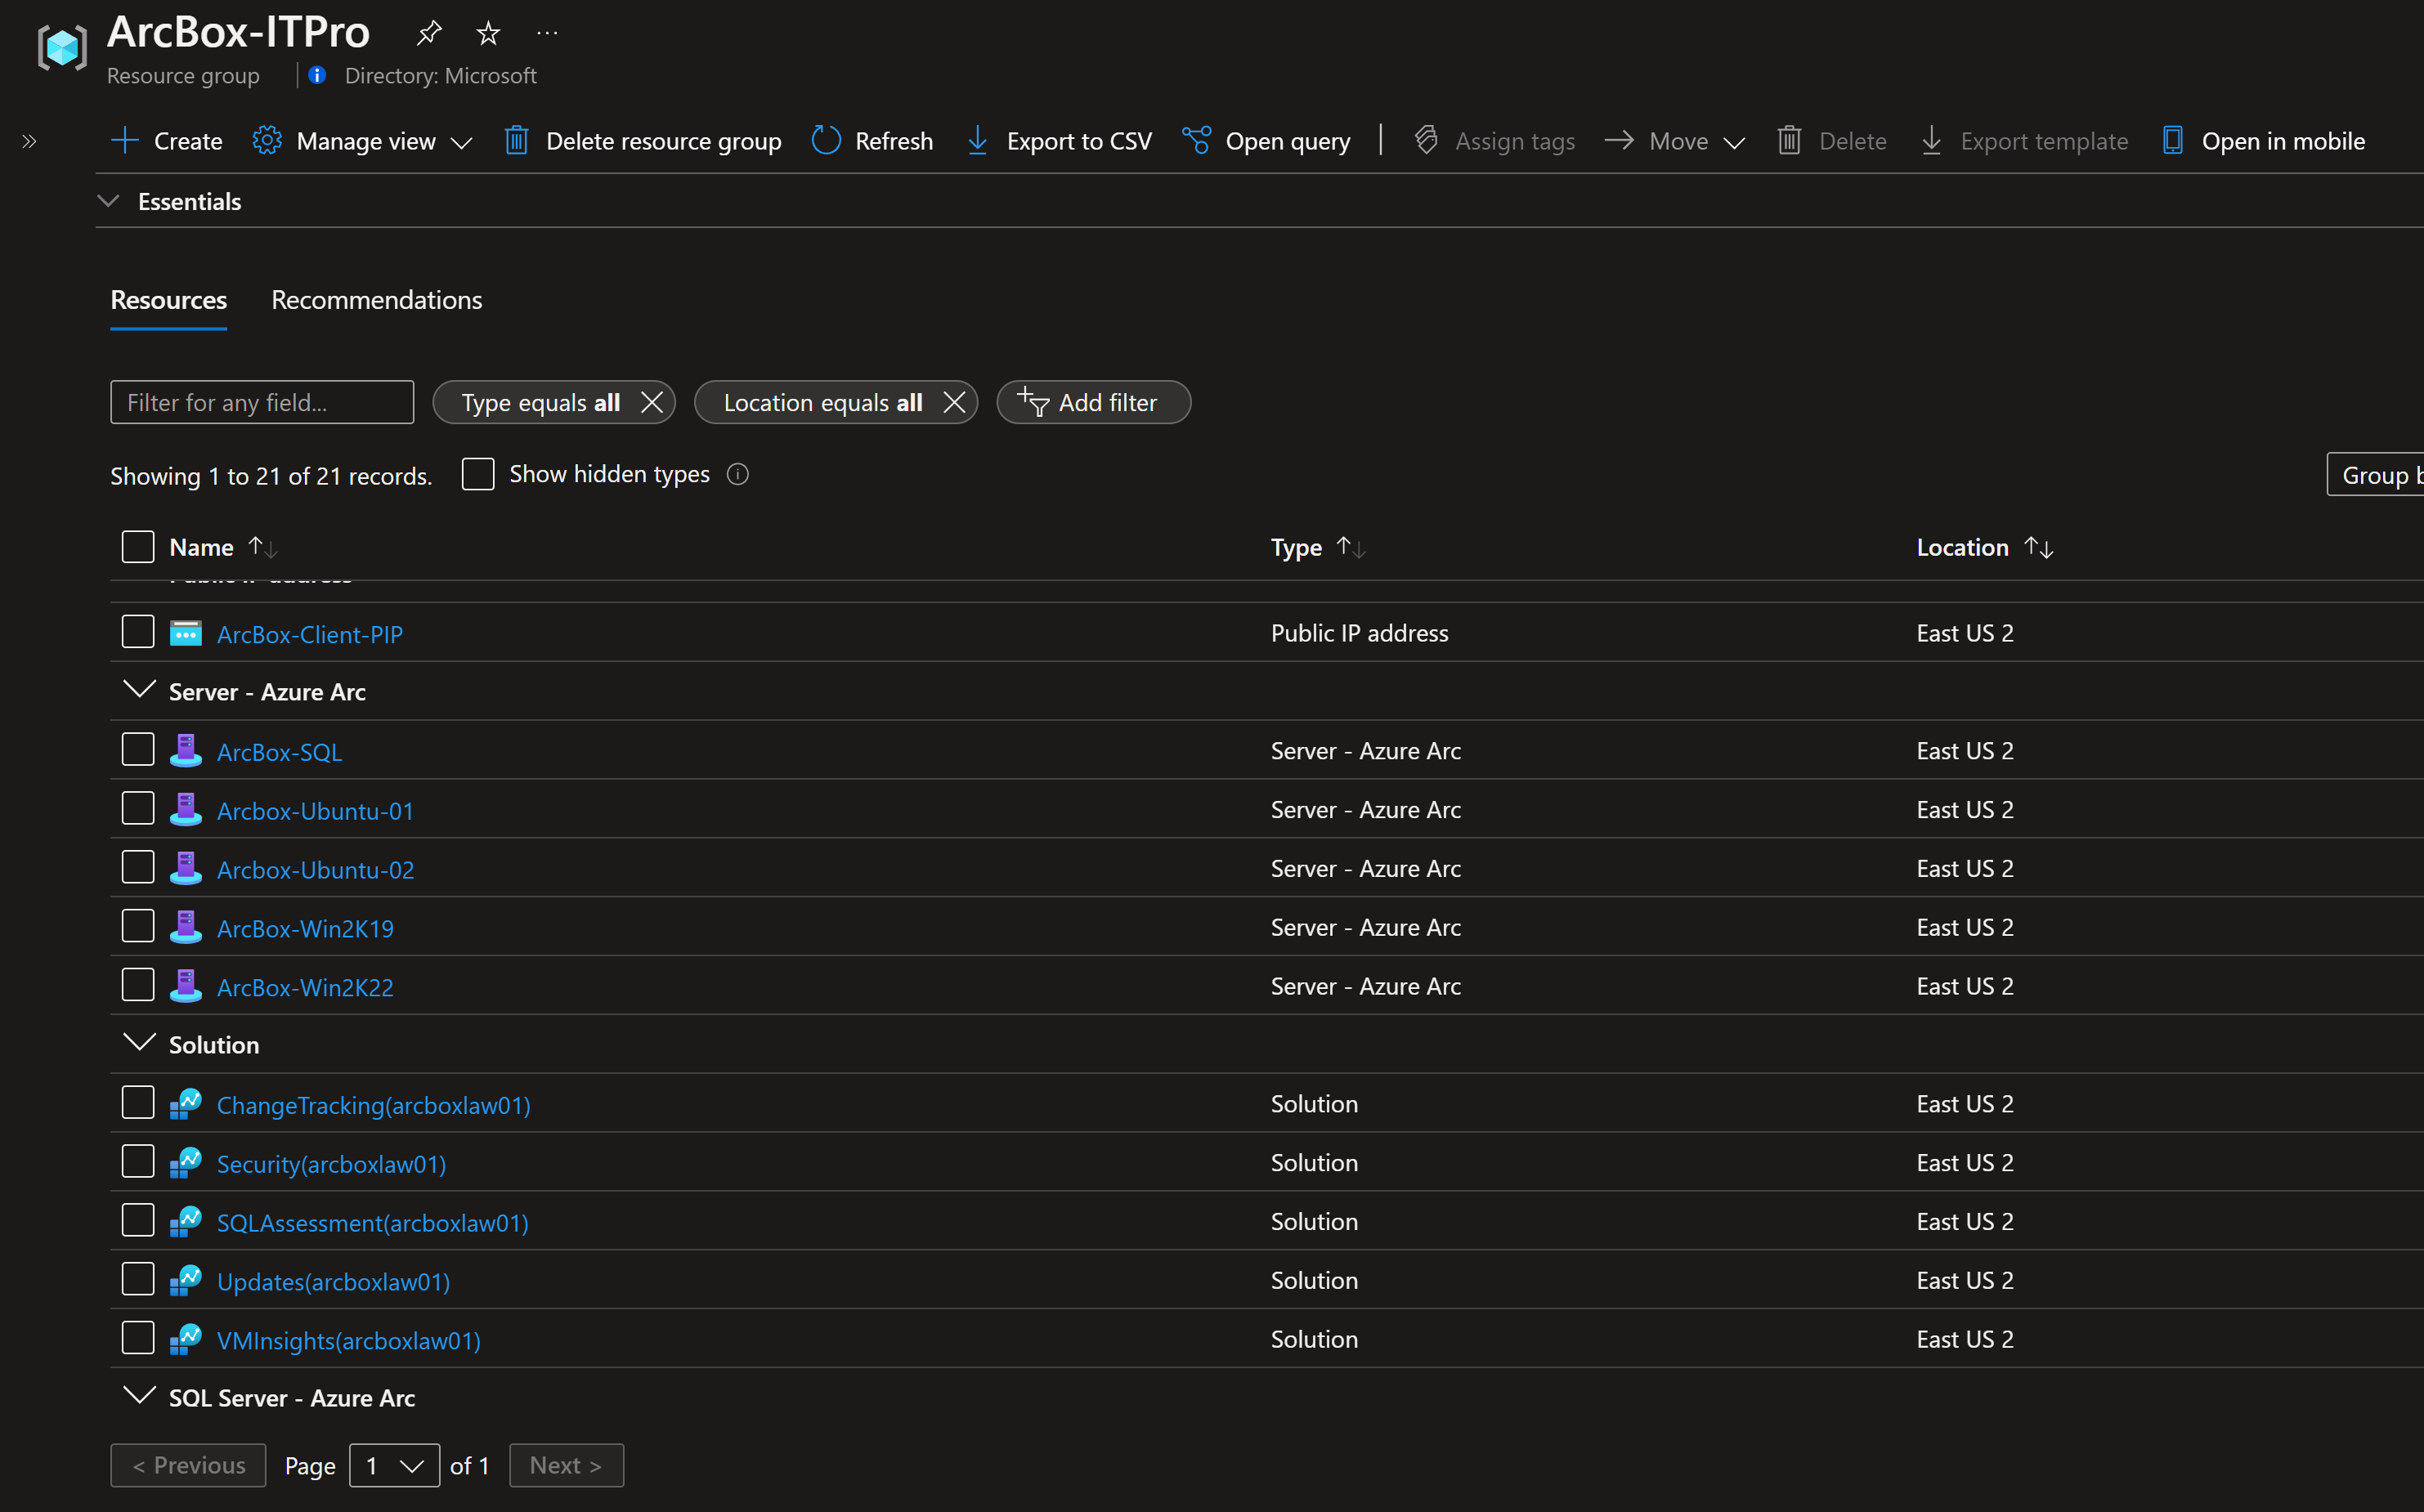 ArcBox-ITPro
Resource group
Directory: Microsoft
Create
Manage view
Delete resource group
Refresh
Export to CSV
Open query
Assign tags
Move
Delete
Export template
Open in mobile
Essentials
Resources
Recommendations
Filter for any field...
Type equals all
Location equals all
Add filter
Showing 1 to 21 of 21 records.
Show hidden types
Group b
Name
Type
Location
Public IP address
ArcBox-Client-PIP
Public IP address
East US 2
Server - Azure Arc
ArcBox-SQL
Server - Azure Arc
East US 2
Arcbox-Ubuntu-01
Server - Azure Arc
East US 2
Arcbox-Ubuntu-02
Server - Azure Arc
East US 2
ArcBox-Win2K19
Server - Azure Arc
East US 2
ArcBox-Win2K22
Server - Azure Arc
East US 2
Solution
ChangeTracking(arcboxlaw01)
Solution
East US 2
Security(arcboxlaw01)
Solution
East US 2
SQLAssessment(arcboxlaw01)
Solution
East US 2
Updates(arcboxlaw01)
Solution
East US 2
VMInsights(arcboxlaw01)
Solution
East US 2
SQL Server - Azure Arc
< Previous
Page
1
of 1
Next >